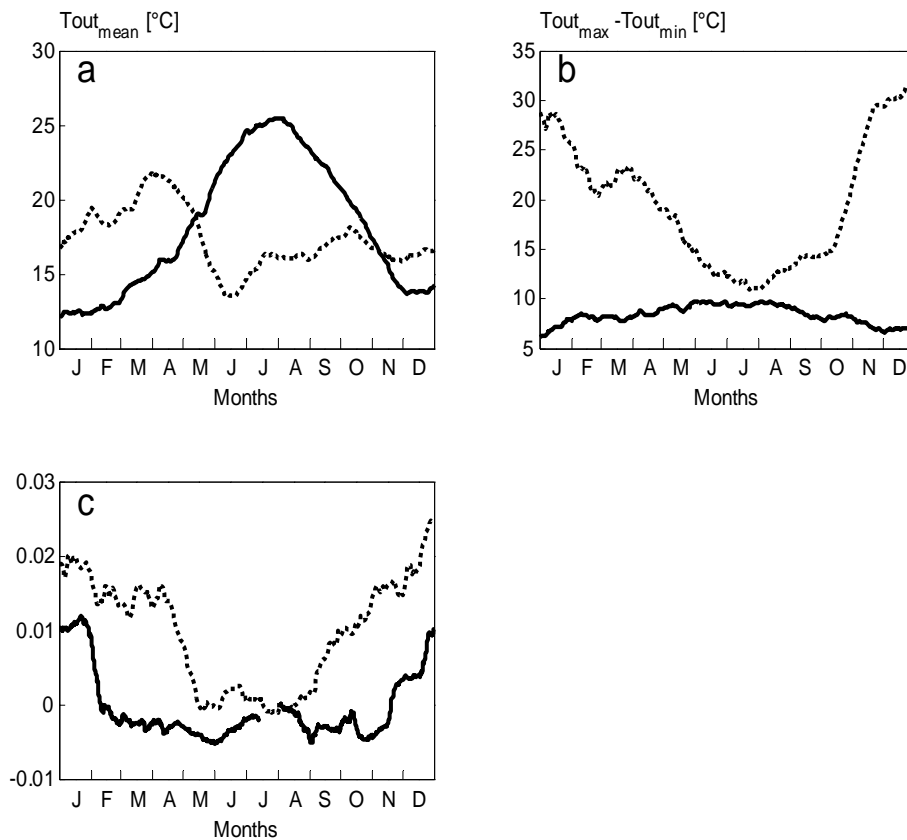 Tout_mean [°C]
30
25
20
15
10
a
J F M A M J J A S O N D
Months
Tout_max -Tout_min [°C]
35
30
25
20
15
10
5
b
J F M A M J J A S O N D
Months
0.03
0.02
0.01
0
-0.01
c
J F M A M J J A S O N D
Months